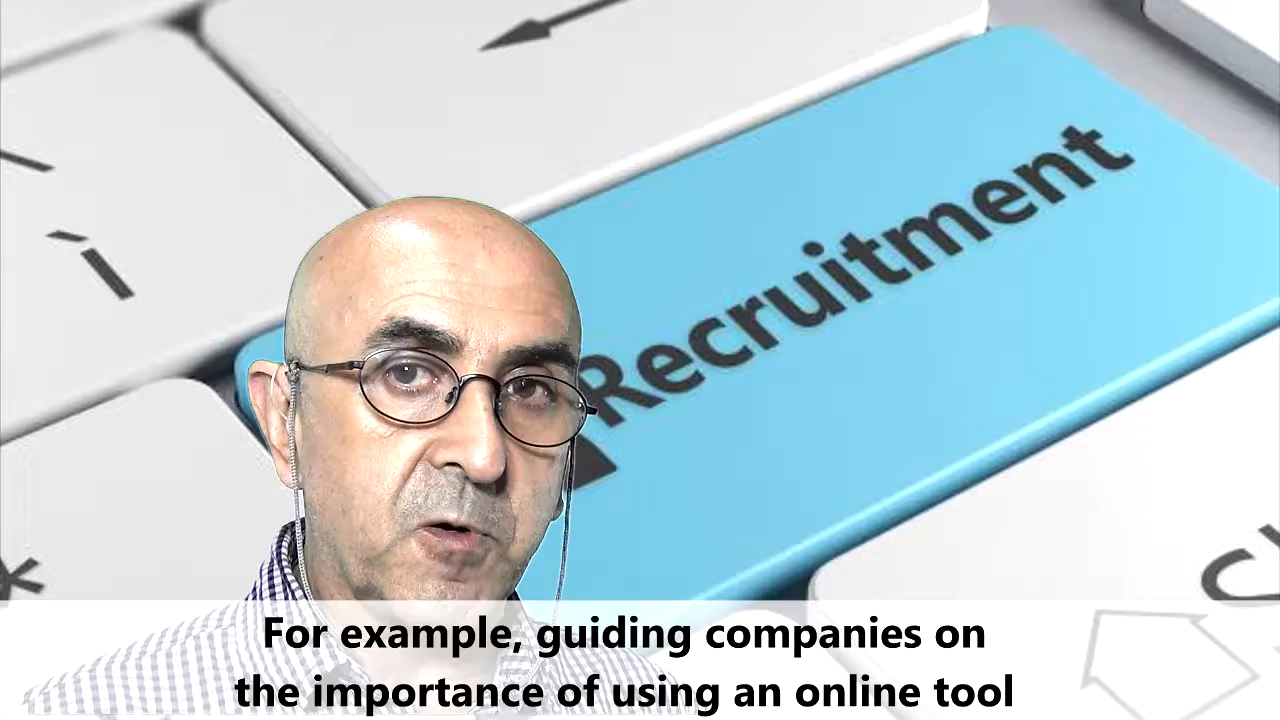 Recruitment
ì
*
For example, guiding companies on
the importance of using an online tool